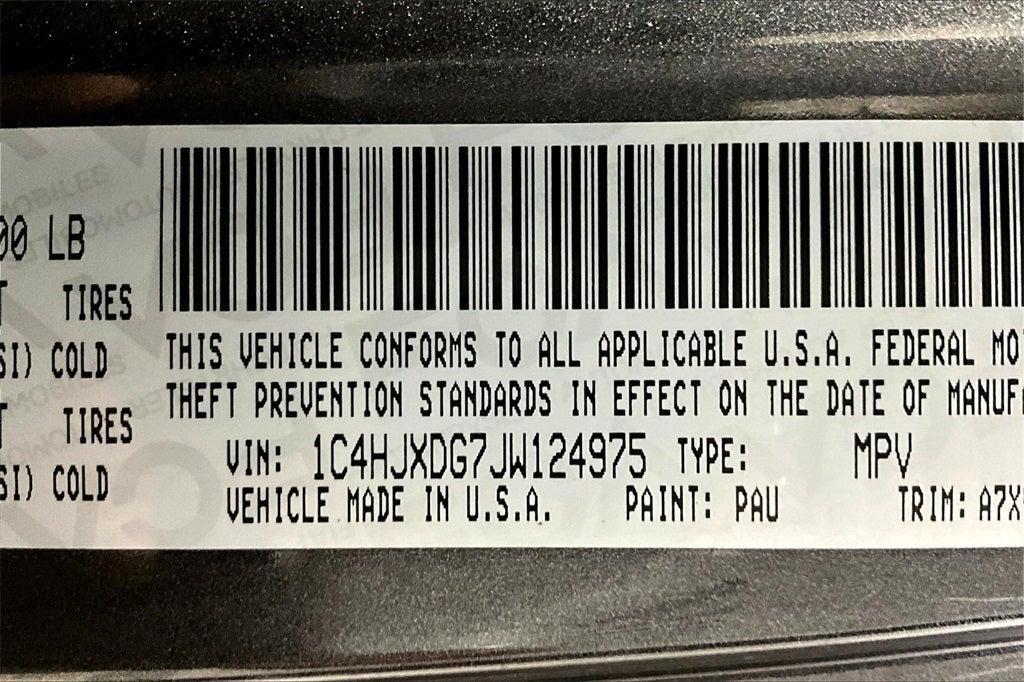 00 LB
TIRES
SI) COLD
TIRES
SI) COLD
THIS VEHICLE CONFORMS TO ALL APPLICABLE U.S.A. FEDERAL MO
THEFT PREVENTION STANDARDS IN EFFECT ON THE DATE OF MANUF
VIN: 1C4HJXDG7JW124975 TYPE: MPV
VEHICLE MADE IN U.S.A. PAINT: PAU TRIM: A7X